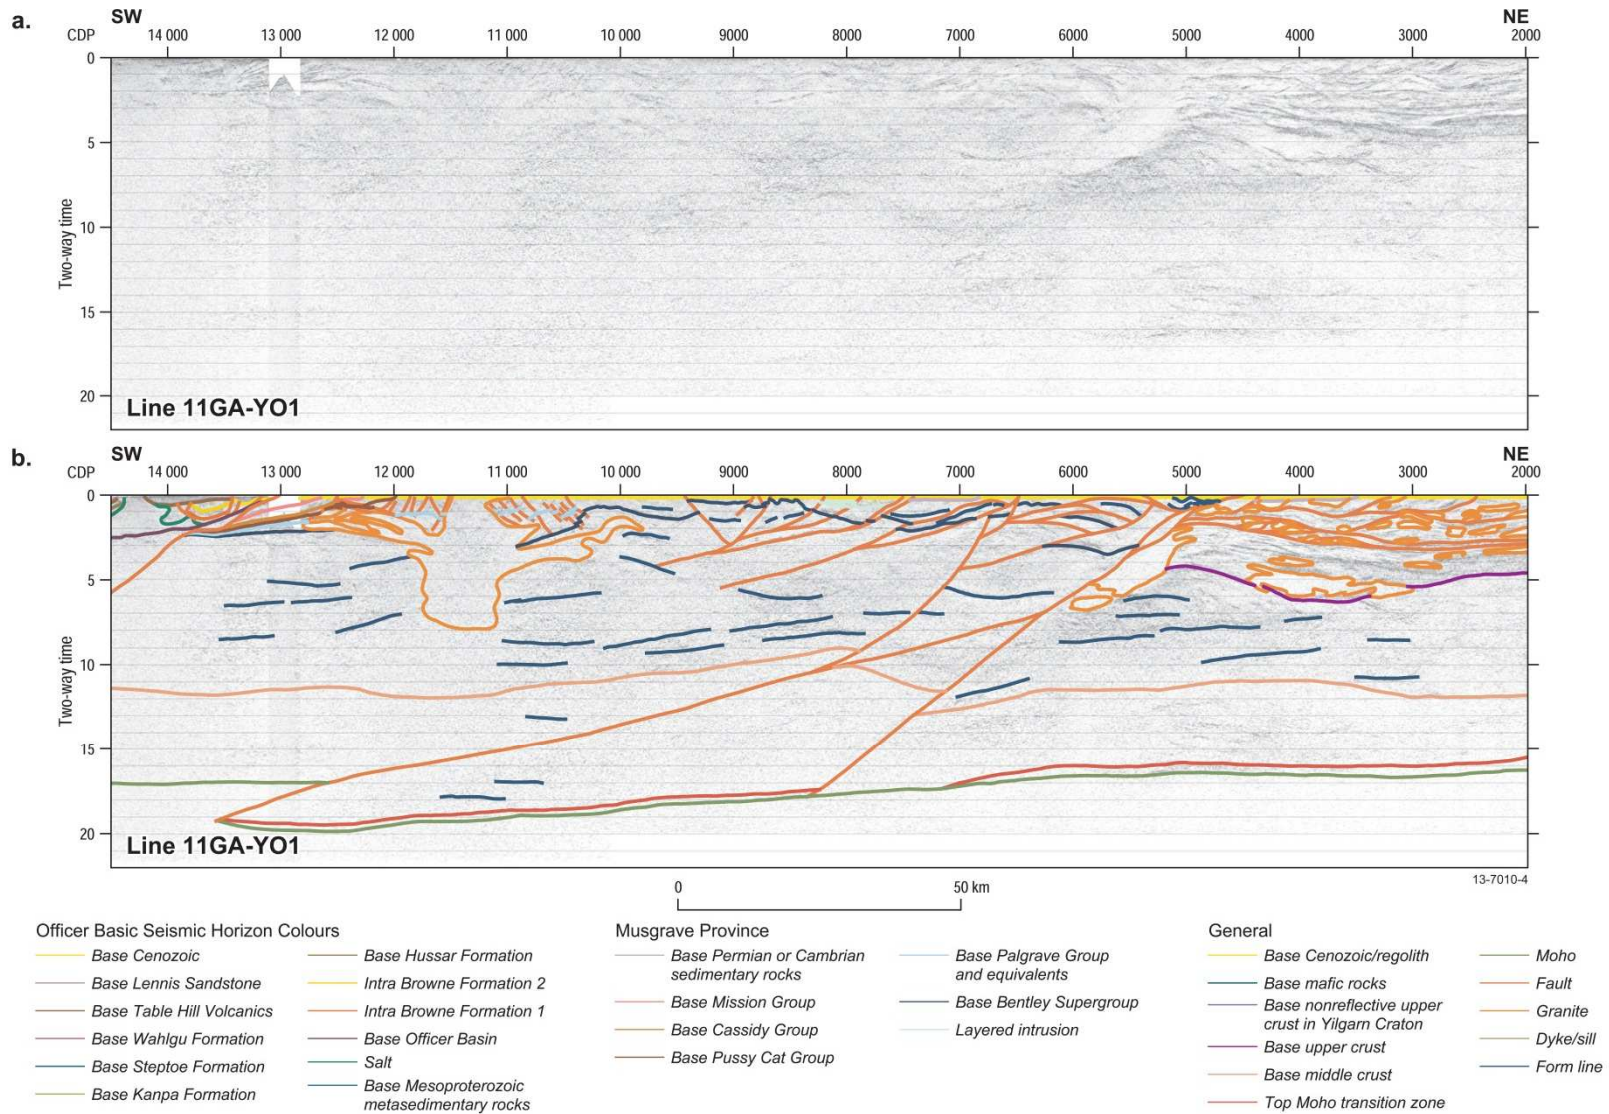 a.
SW
NE
CDP
14 000 13 000 12 000 11 000 10 000 9000 8000 7000 6000 5000 4000 3000 2000
0
5
10
15
20
Two-way time
Line 11GA-YO1
b.
SW
NE
CDP
14 000 13 000 12 000 11 000 10 000 9000 8000 7000 6000 5000 4000 3000 2000
0
5
10
15
20
Two-way time
Line 11GA-YO1
13-7010-4
0 50 km
Officer Basic Seismic Horizon Colours
Base Cenozoic
Base Lennis Sandstone
Base Table Hill Volcanics
Base Wahlgu Formation
Base Steptoe Formation
Base Kanpa Formation
Base Hussar Formation
Intra Browne Formation 2
Intra Browne Formation 1
Base Officer Basin
Salt
Base Mesoproterozoic
metasedimentary rocks
Musgrave Province
Base Permian or Cambrian
sedimentary rocks
Base Mission Group
Base Cassidy Group
Base Pussy Cat Group
Base Palgrave Group
and equivalents
Base Bentley Supergroup
Layered intrusion
General
Base Cenozoic/regolith
Base mafic rocks
Base nonreflective upper
crust in Yilgarn Craton
Base upper crust
Base middle crust
Top Moho transition zone
Moho
Fault
Granite
Dyke/sill
Form line